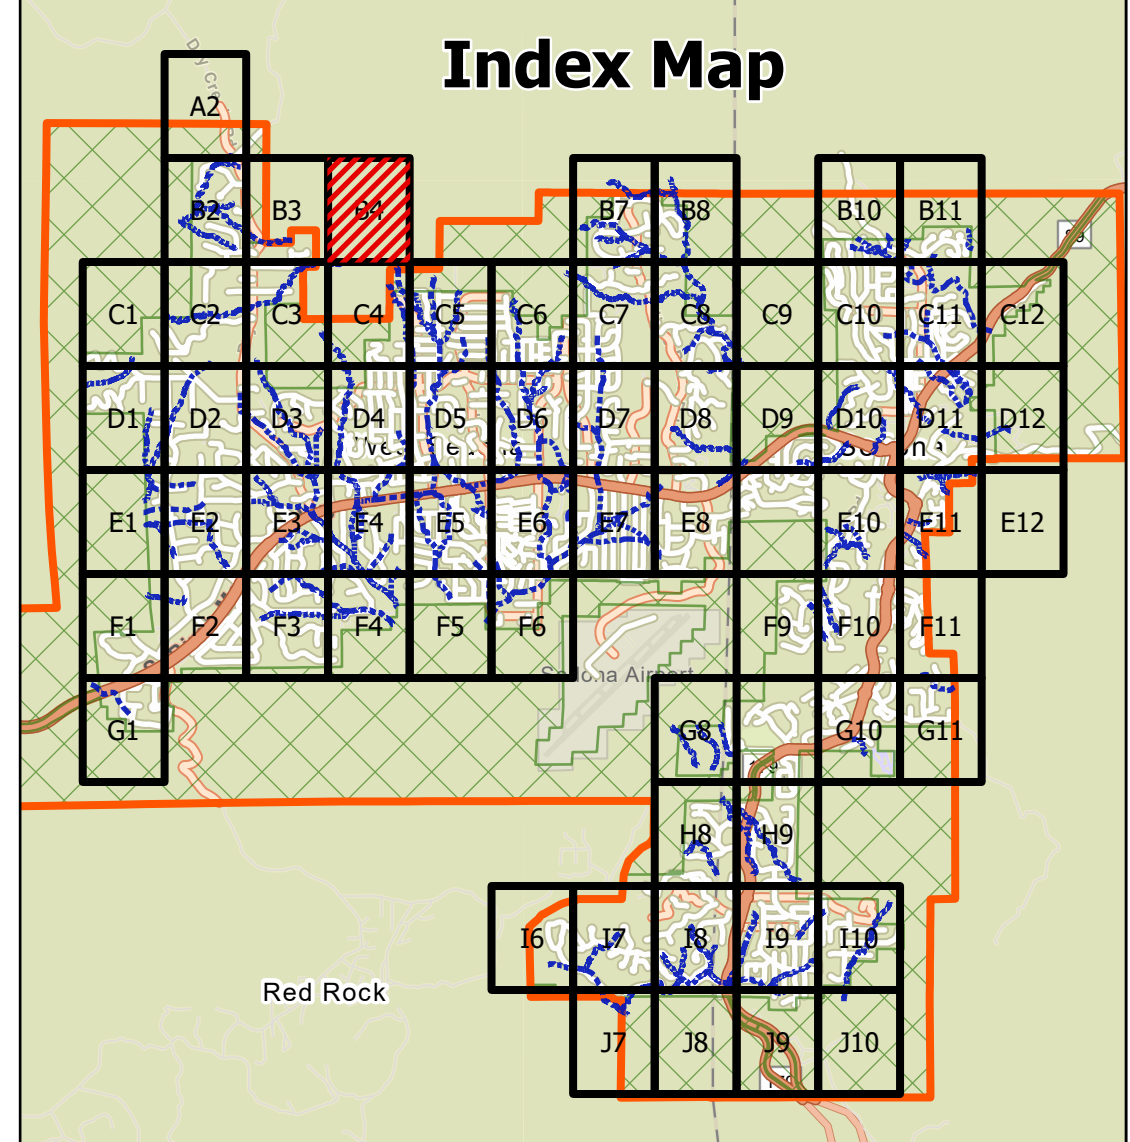 Index Map
A2
B2 B3 B4 B7 B8 B10 B11
C1 C2 C3 C4 C5 C6 C7 C8 C9 C10 C11 C12
D1 D2 D3 D4 D5 D6 D7 D8 D9 D10 D11 D12
E1 E2 E3 E4 E5 E6 E7 E8 E10 E11 E12
F1 F2 F3 F4 F5 F6 F9 F10 F11
Sedona Airport
G1 G8 G10 G11
H8 H9
I6 I7 I8 I9 I10
Red Rock
J7 J8 J9 J10